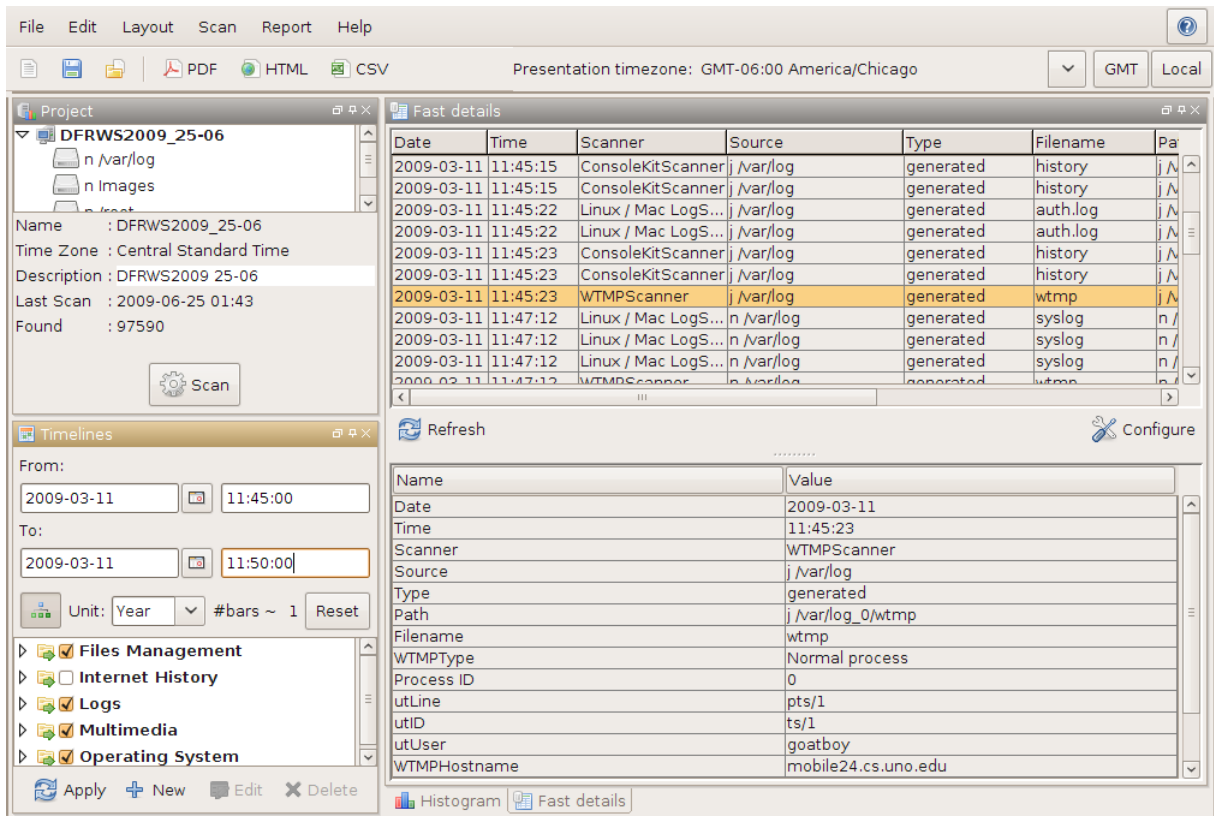 File Edit Layout Scan Report Help
PDF HTML CSV Presentation timezone: GMT-06:00 America/Chicago GMT Local
Project
DFRWS2009_25-06
n /var/log
n Images
n /root
Name : DFRWS2009_25-06
Time Zone : Central Standard Time
Description : DFRWS2009 25-06
Last Scan : 2009-06-25 01:43
Found : 97590
Scan
Timelines
From:
2009-03-11 11:45:00
To:
2009-03-11 11:50:00
Unit: Year #bars ~ 1 Reset
Files Management
Internet History
Logs
Multimedia
Operating System
Apply New Edit Delete
Fast details
Date Time Scanner Source Type Filename
2009-03-11 11:45:15 ConsoleKitScanner j /var/log generated history
2009-03-11 11:45:15 ConsoleKitScanner j /var/log generated history
2009-03-11 11:45:22 Linux / Mac LogS... j /var/log generated auth.log
2009-03-11 11:45:22 Linux / Mac LogS... j /var/log generated auth.log
2009-03-11 11:45:23 ConsoleKitScanner j /var/log generated history
2009-03-11 11:45:23 ConsoleKitScanner j /var/log generated history
2009-03-11 11:45:23 WTMPScanner j /var/log generated wtmp
2009-03-11 11:47:12 Linux / Mac LogS... n /var/log generated syslog
2009-03-11 11:47:12 Linux / Mac LogS... n /var/log generated syslog
2009-03-11 11:47:12 Linux / Mac LogS... n /var/log generated syslog
2009-03-11 11:47:12 WTMPScanner n /var/log generated wtmp
Refresh Configure
Name Value
Date 2009-03-11
Time 11:45:23
Scanner WTMPScanner
Source j /var/log
Type generated
Path j /var/log_0/wtmp
Filename wtmp
WTMPType Normal process
Process ID 0
utLine pts/1
utID ts/1
utUser goatboy
WTMPHostname mobile24.cs.uno.edu
Histogram Fast details